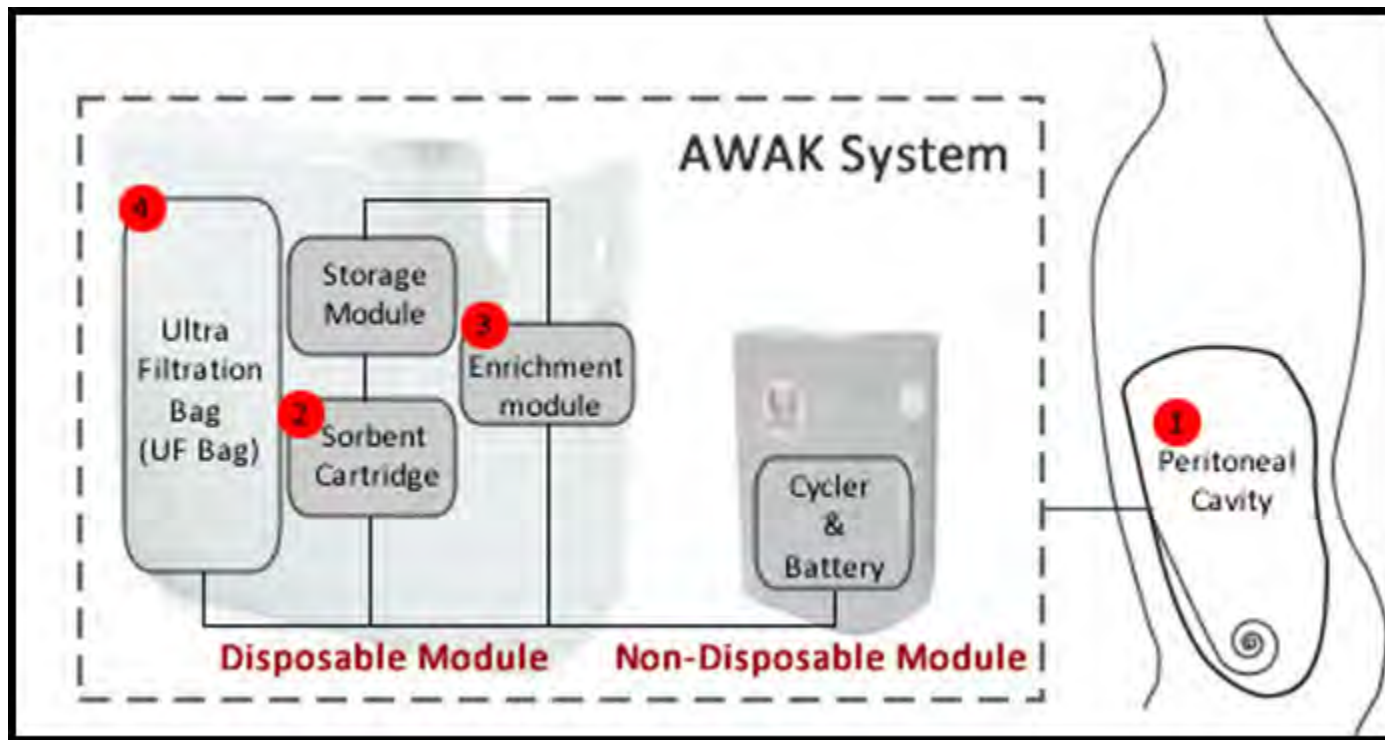 AWAK System
4
Ultra
Filtration
Bag
(UF Bag)
Storage
Module
3
Enrichment
module
2
Sorbent
Cartridge
Cycler
&
Battery
1
Peritoneal
Cavity
Disposable Module
Non-Disposable Module